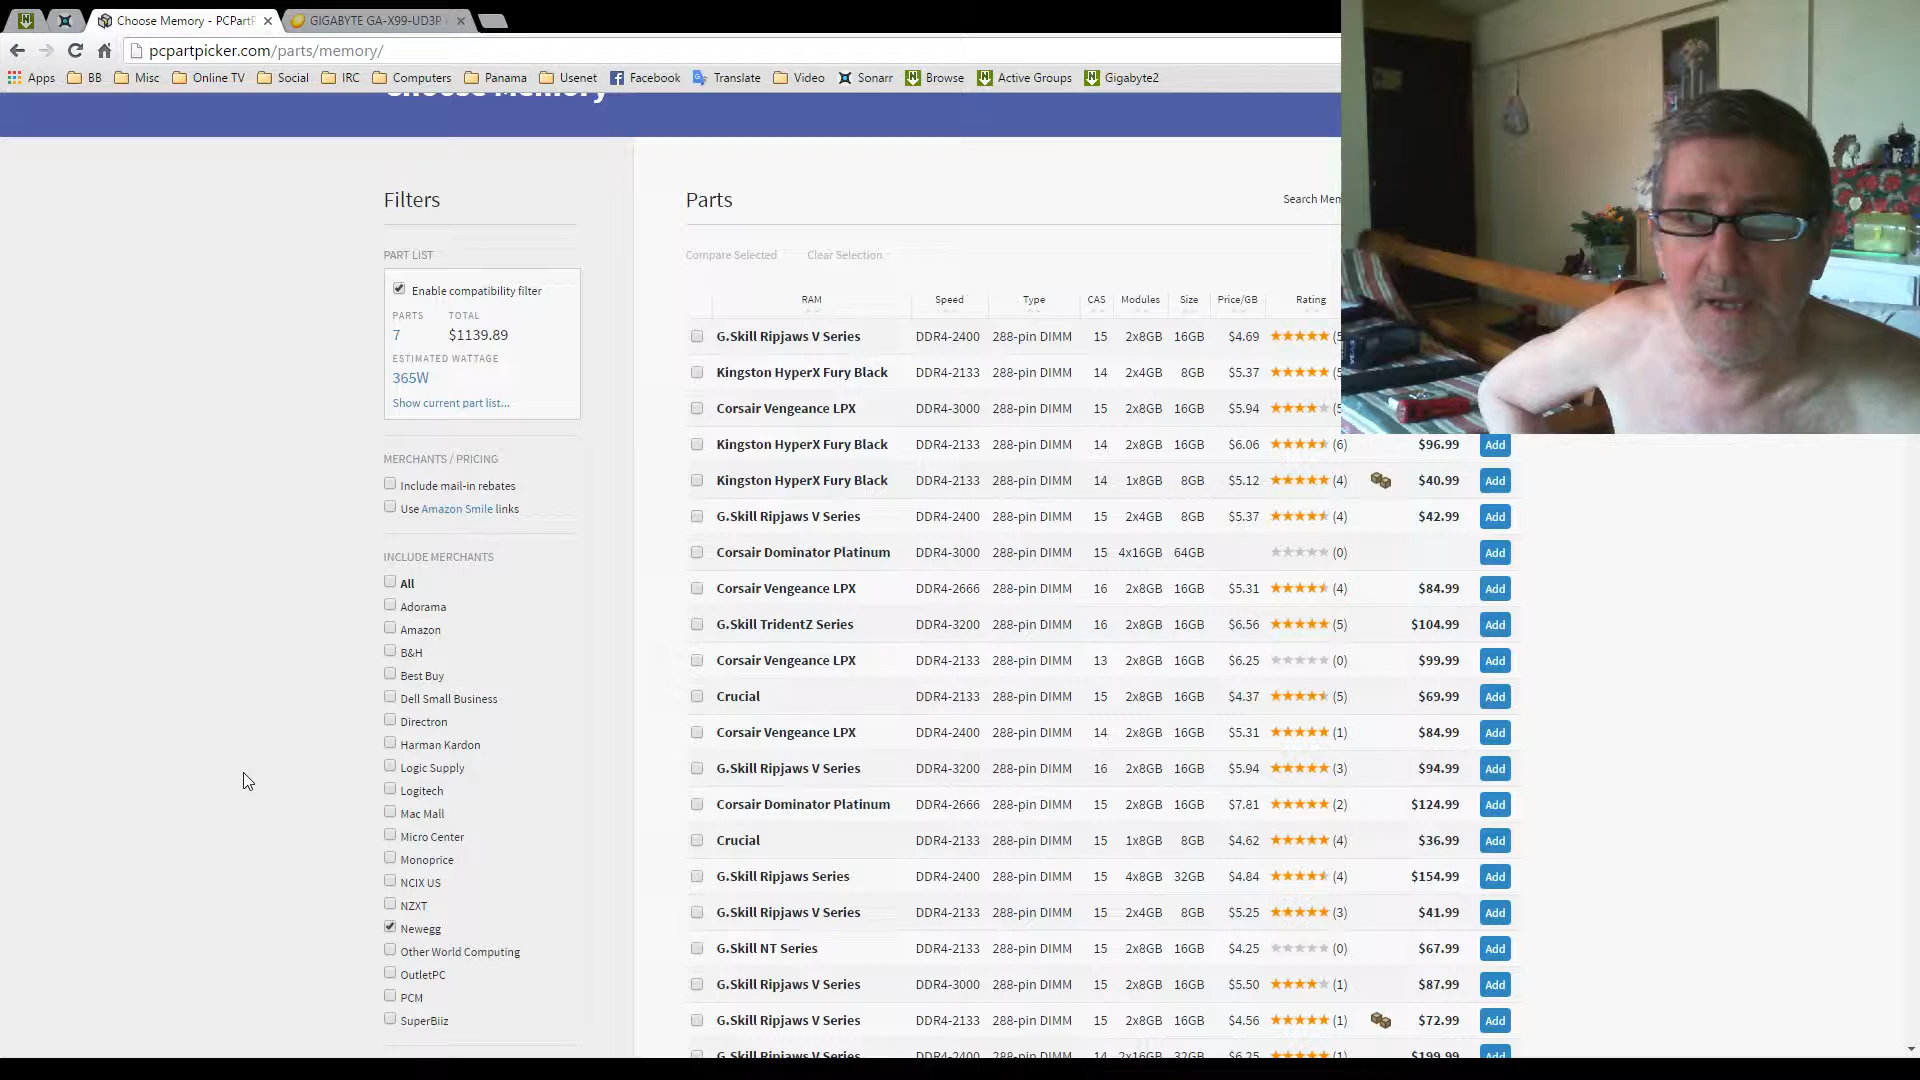 Choose Memory - PCPartP
GIGABYTE GA-X99-UD3P
pcpartpicker.com/parts/memory/
Apps BB Misc Online TV Social IRC Computers Panama Usenet Facebook Translate Video Sonarr Browse Active Groups Gigabyte2
Choose Memory
Filters
PART LIST
Enable compatibility filter
PARTS TOTAL
7 $1139.89
ESTIMATED WATTAGE
365W
Show current part list...
MERCHANTS / PRICING
Include mail-in rebates
Use Amazon Smile links
INCLUDE MERCHANTS
All
Adorama
Amazon
B&H
Best Buy
Dell Small Business
Directron
Harman Kardon
Logic Supply
Logitech
Mac Mall
Micro Center
Monoprice
NCIX US
NZXT
Newegg
Other World Computing
OutletPC
PCM
SuperBiiz
Parts
Search Mem
Compare Selected Clear Selection
RAM Speed Type CAS Modules Size Price/GB Rating
G.Skill Ripjaws V Series DDR4-2400 288-pin DIMM 15 2x8GB 16GB $4.69 (5
Kingston HyperX Fury Black DDR4-2133 288-pin DIMM 14 2x4GB 8GB $5.37 (5
Corsair Vengeance LPX DDR4-3000 288-pin DIMM 15 2x8GB 16GB $5.94 (5
Kingston HyperX Fury Black DDR4-2133 288-pin DIMM 14 2x8GB 16GB $6.06 (6) $96.99 Add
Kingston HyperX Fury Black DDR4-2133 288-pin DIMM 14 1x8GB 8GB $5.12 (4) $40.99 Add
G.Skill Ripjaws V Series DDR4-2400 288-pin DIMM 15 2x4GB 8GB $5.37 (4) $42.99 Add
Corsair Dominator Platinum DDR4-3000 288-pin DIMM 15 4x16GB 64GB (0) Add
Corsair Vengeance LPX DDR4-2666 288-pin DIMM 16 2x8GB 16GB $5.31 (4) $84.99 Add
G.Skill TridentZ Series DDR4-3200 288-pin DIMM 16 2x8GB 16GB $6.56 (5) $104.99 Add
Corsair Vengeance LPX DDR4-2133 288-pin DIMM 13 2x8GB 16GB $6.25 (0) $99.99 Add
Crucial DDR4-2133 288-pin DIMM 15 2x8GB 16GB $4.37 (5) $69.99 Add
Corsair Vengeance LPX DDR4-2400 288-pin DIMM 14 2x8GB 16GB $5.31 (1) $84.99 Add
G.Skill Ripjaws V Series DDR4-3200 288-pin DIMM 16 2x8GB 16GB $5.94 (3) $94.99 Add
Corsair Dominator Platinum DDR4-2666 288-pin DIMM 15 2x8GB 16GB $7.81 (2) $124.99 Add
Crucial DDR4-2133 288-pin DIMM 15 1x8GB 8GB $4.62 (4) $36.99 Add
G.Skill Ripjaws Series DDR4-2400 288-pin DIMM 15 4x8GB 32GB $4.84 (4) $154.99 Add
G.Skill Ripjaws V Series DDR4-2133 288-pin DIMM 15 2x4GB 8GB $5.25 (3) $41.99 Add
G.Skill NT Series DDR4-2133 288-pin DIMM 15 2x8GB 16GB $4.25 (0) $67.99 Add
G.Skill Ripjaws V Series DDR4-3000 288-pin DIMM 15 2x8GB 16GB $5.50 (1) $87.99 Add
G.Skill Ripjaws V Series DDR4-2133 288-pin DIMM 15 2x8GB 16GB $4.56 (1) $72.99 Add
G.Skill Ripjaws V Series DDR4-2400 288-pin DIMM 14 2x16GB 32GB $6.25 (1) $199.99 Add